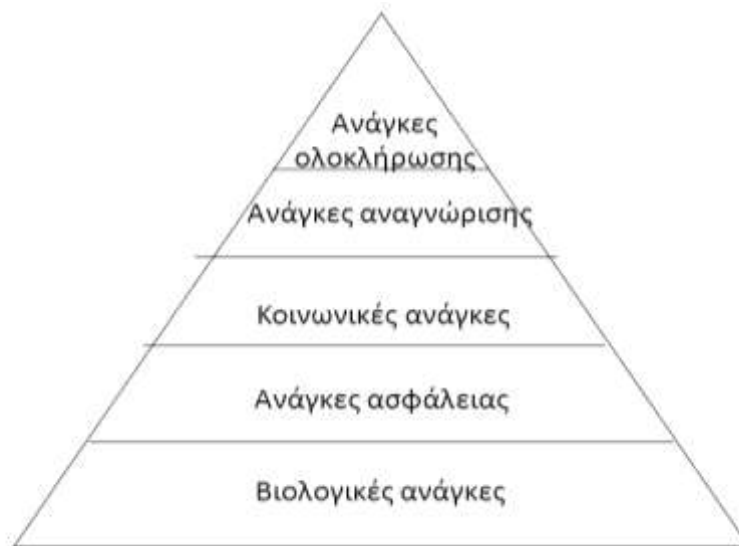 Ανάγκες
ολοκλήρωσης
Ανάγκες αναγνώρισης
Κοινωνικές ανάγκες
Ανάγκες ασφάλειας
Βιολογικές ανάγκες